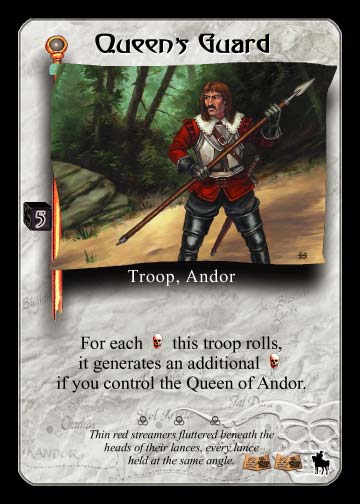 Queen's Guard
5
Troop, Andor
For each this troop rolls,
it generates an additional
if you control the Queen of Andor.
Thin red streamers fluttered beneath the
heads of their lances, every lance
held at the same angle.
KANDOR